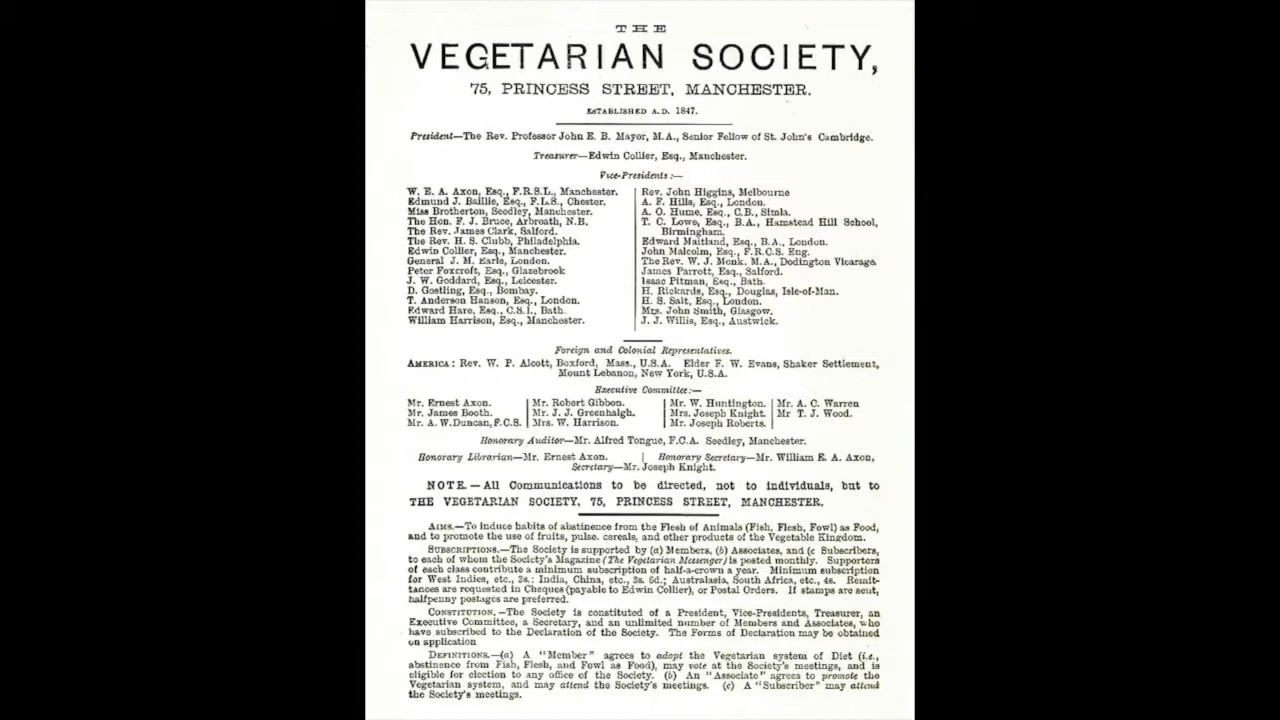 THE
VEGETARIAN SOCIETY,
75, PRINCESS STREET, MANCHESTER.
ESTABLISHED A.D. 1847.
President—The Rev. Professor John E. B. Mayor, M.A., Senior Fellow of St. John's Cambridge.
Treasurer—Edwin Collier, Esq., Manchester.
Vice-Presidents:—
W. E. A. Axon, Esq., F.R.S.L., Manchester.
Edmund J. Baillie, Esq., F.L.S., Chester.
Miss Brotherton, Seedley, Manchester.
The Hon. F. J. Bruce, Arbroath, N.B.
The Rev. James Clark, Salford.
The Rev. H. S. Clubb, Philadelphia.
Edwin Collier, Esq., Manchester.
General J. M. Earle, London.
Peter Foxcroft, Esq., Glazebrook
J. W. Goddard, Esq., Leicester.
D. Gostling, Esq., Bombay.
T. Anderson Hanson, Esq., London.
Edward Hare, Esq., C.S.I., Bath.
William Harrison, Esq., Manchester.
Rev. John Higgins, Melbourne
A. F. Hills, Esq., London.
A. O. Hume, Esq., C.B., Simla.
T. C. Lowe, Esq., B.A., Hamstead Hill School,
Birmingham.
Edward Maitland, Esq., B.A., London.
John Malcolm, Esq., F.R.C.S. Eng.
The Rev. W. J. Monk, M.A., Dodington Vicarage.
James Parrott, Esq., Salford.
Isaac Pitman, Esq., Bath.
H. Rickards, Esq., Douglas, Isle-of-Man.
H. S. Salt, Esq., London.
Mrs. John Smith, Glasgow.
J. J. Willis, Esq., Austwick.
Foreign and Colonial Representatives.
AMERICA: Rev. W. P. Alcott, Boxford, Mass., U.S.A. Elder F. W. Evans, Shaker Settlement,
Mount Lebanon, New York, U.S.A.
Executive Committee:—
Mr. Ernest Axon.
Mr. James Booth.
Mr. A. W. Duncan, F.C.S.
Mr. Robert Gibbon.
Mr. J. J. Greenhalgh.
Mrs. W. Harrison.
Mr. W. Huntington.
Mrs. Joseph Knight.
Mr. Joseph Roberts.
Mr. A. C. Warren
Mr T. J. Wood.
Honorary Auditor—Mr. Alfred Tongue, F.C.A. Seedley, Manchester.
Honorary Librarian—Mr. Ernest Axon. | Honorary Secretary—Mr. William E. A. Axon,
Secretary—Mr. Joseph Knight.
NOTE.—All Communications to be directed, not to individuals, but to
THE VEGETARIAN SOCIETY, 75, PRINCESS STREET, MANCHESTER.
AIMS.—To induce habits of abstinence from the Flesh of Animals (Fish, Flesh, Fowl) as Food,
and to promote the use of fruits, pulse, cereals, and other products of the Vegetable Kingdom.
SUBSCRIPTIONS.—The Society is supported by (a) Members, (b) Associates, and (c Subscribers,
to each of whom the Society's Magazine (The Vegetarian Messenger) is posted monthly. Supporters
of each class contribute a minimum subscription of half-a-crown a year. Minimum subscription
for West Indies, etc., 3s.: India, China, etc., 3s. 6d.; Australasia, South Africa, etc., 4s. Remit-
tances are requested in Cheques (payable to Edwin Collier), or Postal Orders. If stamps are sent,
halfpenny postages are preferred.
CONSTITUTION.—The Society is constituted of a President, Vice-Presidents, Treasurer, an
Executive Committee, a Secretary, and an unlimited number of Members and Associates, who
have subscribed to the Declaration of the Society. The Forms of Declaration may be obtained
on application
DEFINITIONS.—(a) A "Member" agrees to adopt the Vegetarian system of Diet (i.e.,
abstinence from Fish, Flesh, and Fowl as Food), may vote at the Society's meetings, and is
eligible for election to any office of the Society. (b) An "Associate" agrees to promote the
Vegetarian system, and may attend the Society's meetings. (c) A "Subscriber" may attend
the Society's meetings.